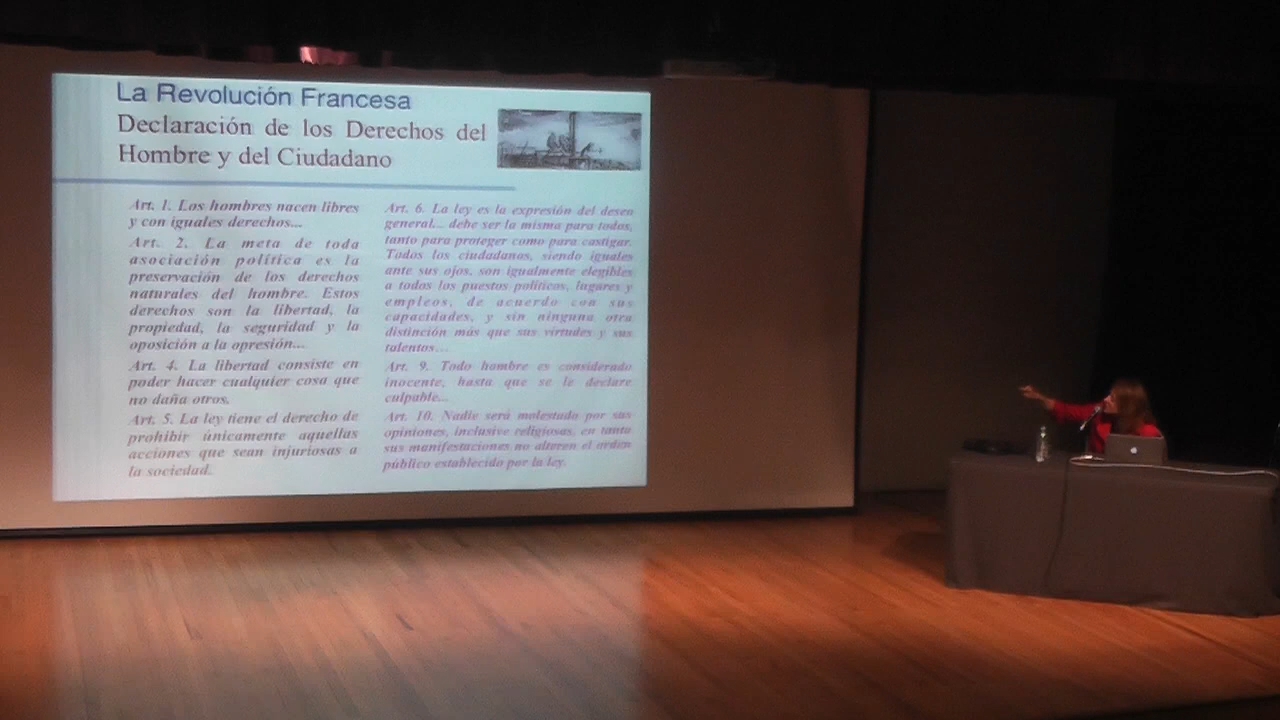 La Revolución Francesa
Declaración de los Derechos del
Hombre y del Ciudadano
Art. 1. Los hombres nacen libres
y con iguales derechos...
Art. 2. La meta de toda
asociación política es la
preservación de los derechos
naturales del hombre. Estos
derechos son la libertad, la
propiedad, la seguridad y la
oposición a la opresión...
Art. 4. La libertad consiste en
poder hacer cualquier cosa que
no daña otros.
Art. 5. La ley tiene el derecho de
prohibir únicamente aquellas
acciones que sean injuriosas a
la sociedad.
Art. 6. La ley es la expresión del deseo
general... debe ser la misma para todos,
tanto para proteger como para castigar.
Todos los ciudadanos, siendo iguales
ante sus ojos, son igualmente elegibles
a todos los puestos políticos, lugares y
empleos, de acuerdo con sus
capacidades, y sin ninguna otra
distinción más que sus virtudes y sus
talentos...
Art. 9. Todo hombre es considerado
inocente, hasta que se le declare
culpable...
Art. 10. Nadie será molestado por sus
opiniones, inclusive religiosas, en tanto
sus manifestaciones no alteren el orden
público establecido por la ley.